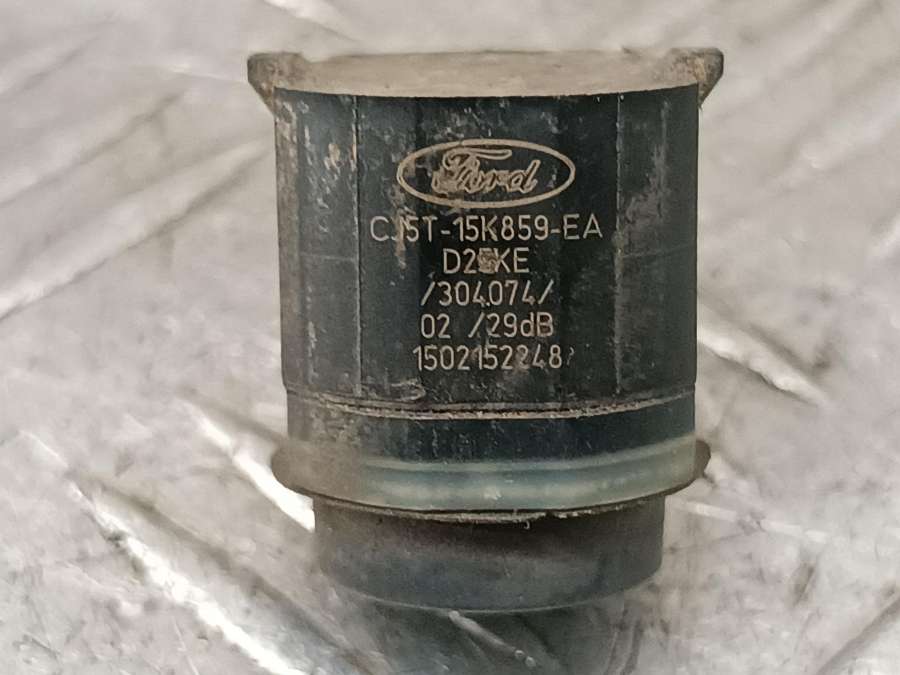 Ford
CJ5T-15K859-EA
/304074/
02 /29dB
1502152248